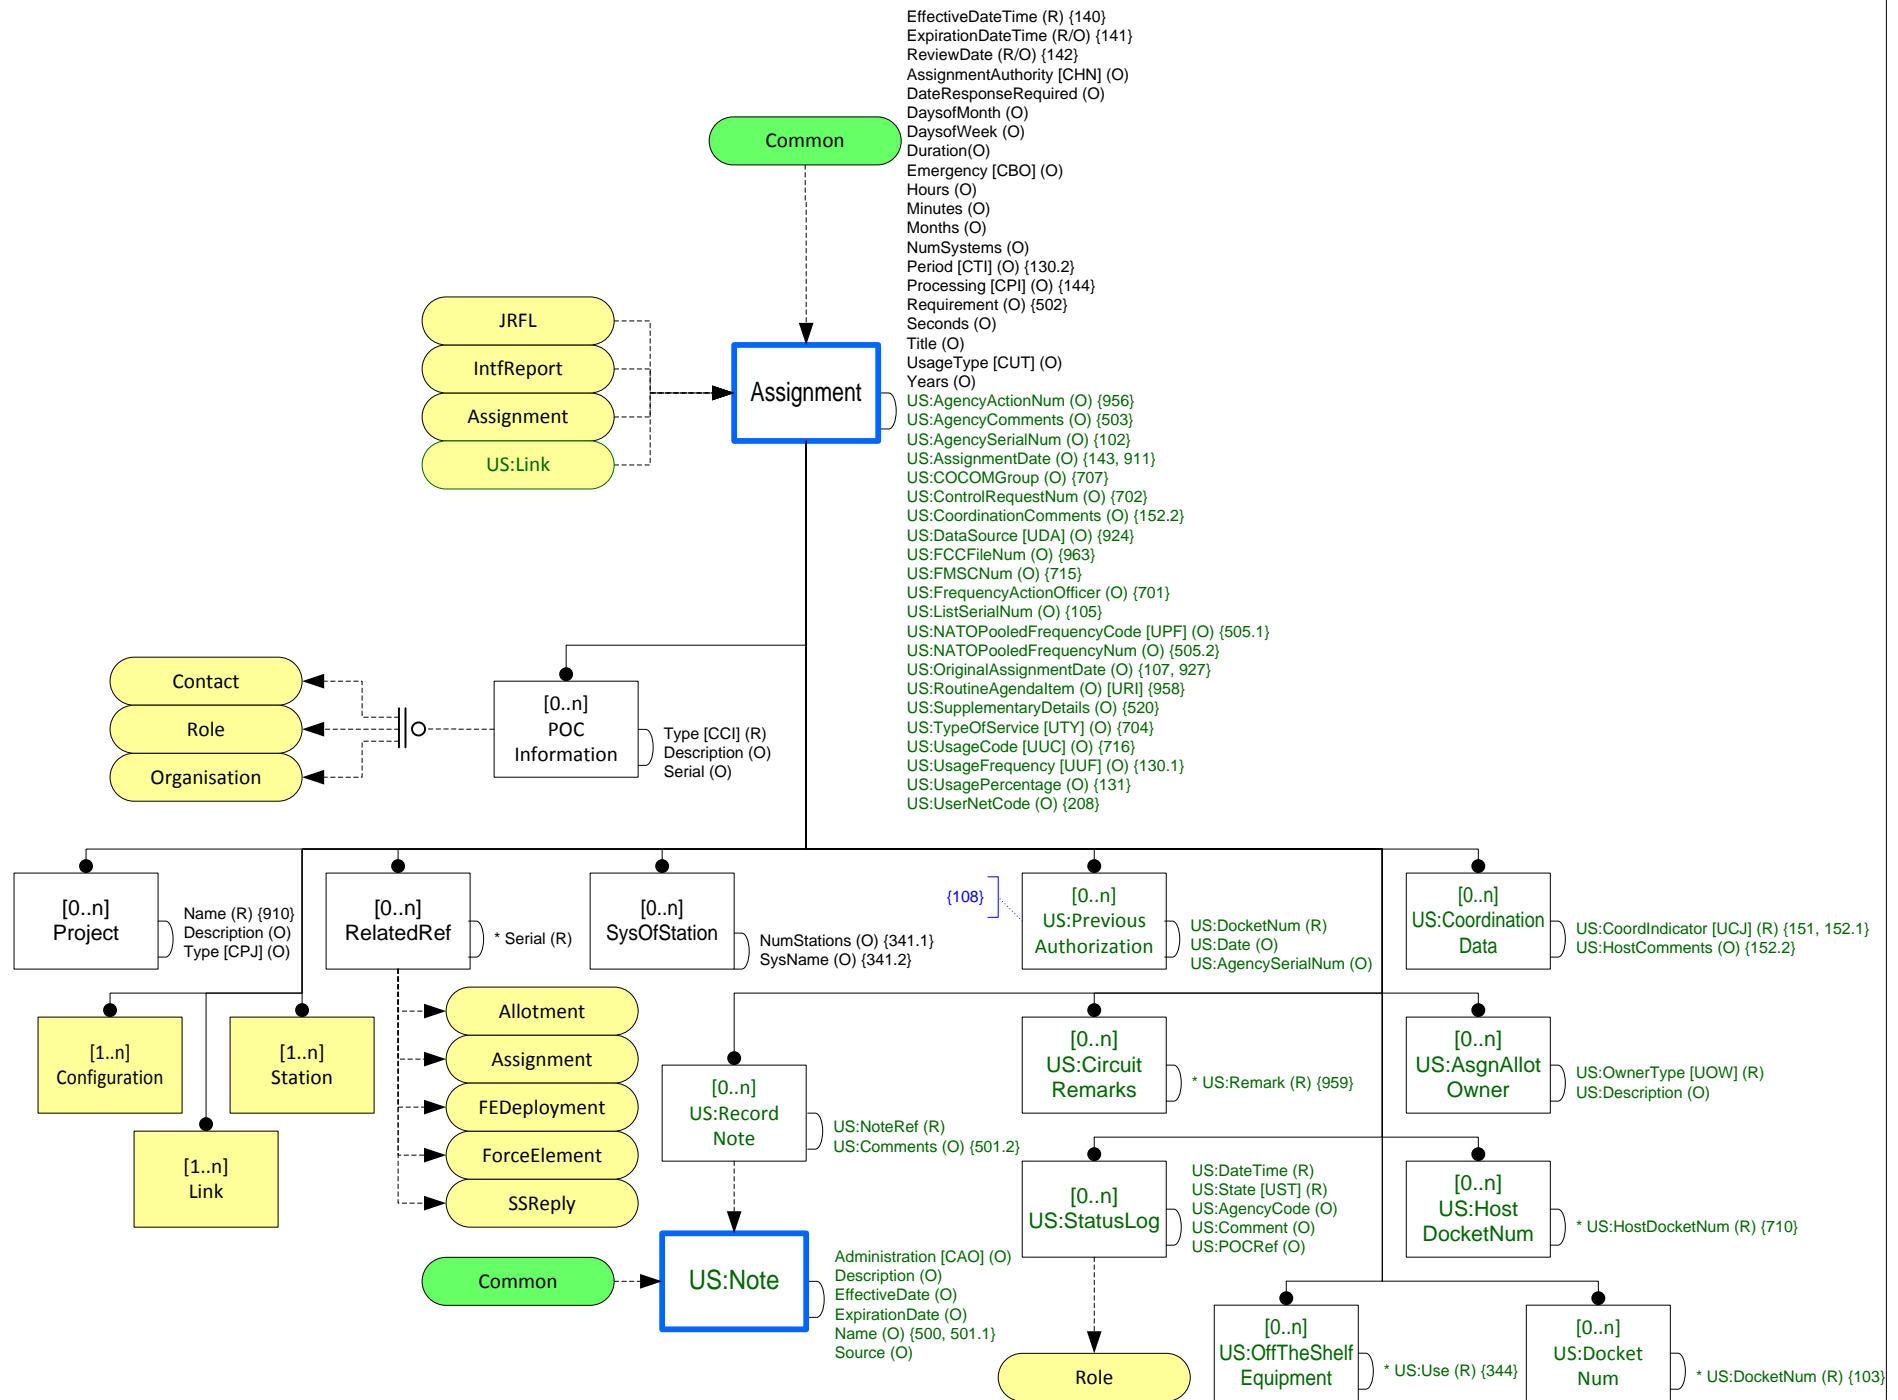 EffectiveDateTime (R) {140}
ExpirationDateTime (R/O) {141}
ReviewDate (R/O) {142}
AssignmentAuthority [CHN] (O)
DateResponseRequired (O)
DaysofMonth (O)
DaysofWeek (O)
Duration(O)
Emergency [CBO] (O)
Hours (O)
Minutes (O)
Months (O)
NumSystems (O)
Period [CTI] (O) {130.2}
Processing [CPI] (O) {144}
Requirement (O) {502}
Seconds (O)
Title (O)
UsageType [CUT] (O)
Years (O)
US:AgencyActionNum (O) {956}
US:AgencyComments (O) {503}
US:AgencySerialNum (O) {102}
US:AssignmentDate (O) {143, 911}
US:COCOMGroup (O) {707}
US:ControlRequestNum (O) {702}
US:CoordinationComments (O) {152.2}
US:DataSource [UDA] (O) {924}
US:FCCFileNum (O) {963}
US:FMSCNum (O) {715}
US:FrequencyActionOfficer (O) {701}
US:ListSerialNum (O) {105}
US:NATOPooledFrequencyCode [UPF] (O) {505.1}
US:NATOPooledFrequencyNum (O) {505.2}
US:OriginalAssignmentDate (O) {107, 927}
US:RoutineAgendaItem (O) [URI] {958}
US:SupplementaryDetails (O) {520}
US:TypeOfService [UTY] (O) {704}
US:UsageCode [UUC] (O) {716}
US:UsageFrequency [UUF] (O) {130.1}
US:UsagePercentage (O) {131}
US:UserNetCode (O) {208}
Common
JRFL
IntfReport
Assignment
US:Link
Assignment
Contact
Role
Organisation
[0..n]
POC
Information
Type [CCI] (R)
Description (O)
Serial (O)
[0..n]
Project
Name (R) {910}
Description (O)
Type [CPJ] (O)
[0..n]
RelatedRef
* Serial (R)
[0..n]
SysOfStation
NumStations (O) {341.1}
SysName (O) {341.2}
{108}
[0..n]
US:Previous
Authorization
US:DocketNum (R)
US:Date (O)
US:AgencySerialNum (O)
[0..n]
US:Coordination
Data
US:CoordIndicator [UCJ] (R) {151, 152.1}
US:HostComments (O) {152.2}
[1..n]
Configuration
[1..n]
Station
[1..n]
Link
Allotment
Assignment
FEDeployment
ForceElement
SSReply
[0..n]
US:Record
Note
US:NoteRef (R)
US:Comments (O) {501.2}
[0..n]
US:Circuit
Remarks
* US:Remark (R) {959}
[0..n]
US:AsgnAllot
Owner
US:OwnerType [UOW] (R)
US:Description (O)
[0..n]
US:StatusLog
US:DateTime (R)
US:State [UST] (R)
US:AgencyCode (O)
US:Comment (O)
US:POCRef (O)
[0..n]
US:Host
DocketNum
* US:HostDocketNum (R) {710}
Common
US:Note
Administration [CAO] (O)
Description (O)
EffectiveDate (O)
ExpirationDate (O)
Name (O) {500, 501.1}
Source (O)
Role
[0..n]
US:OffTheShelf
Equipment
* US:Use (R) {344}
[0..n]
US:Docket
Num
* US:DocketNum (R) {103}